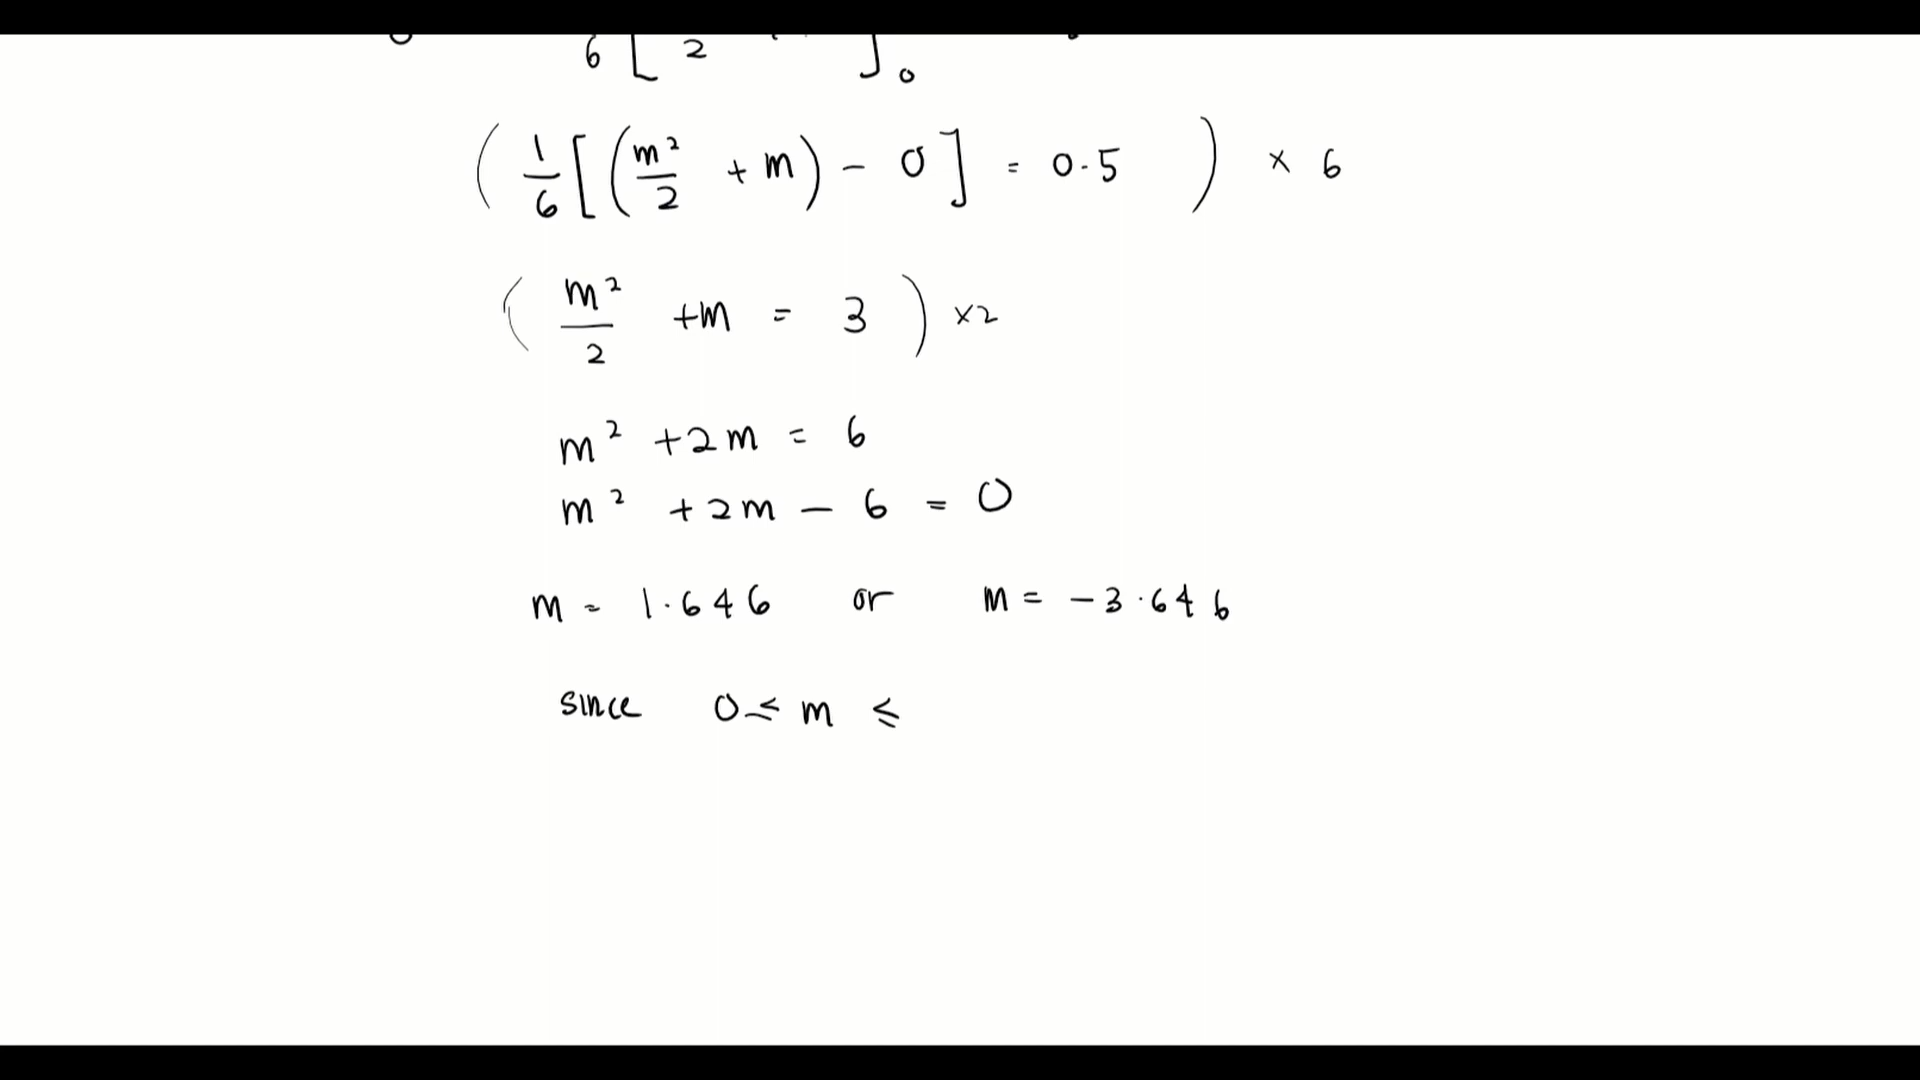 6 [ 2 ]₀
( 1/6 [ ( m²/2 + m ) - 0 ] = 0.5 ) × 6
( m²/2 + m = 3 ) ×2
m² + 2m = 6
m² + 2m - 6 = 0
m = 1.646 or m = -3.646
since 0 ≤ m ≤